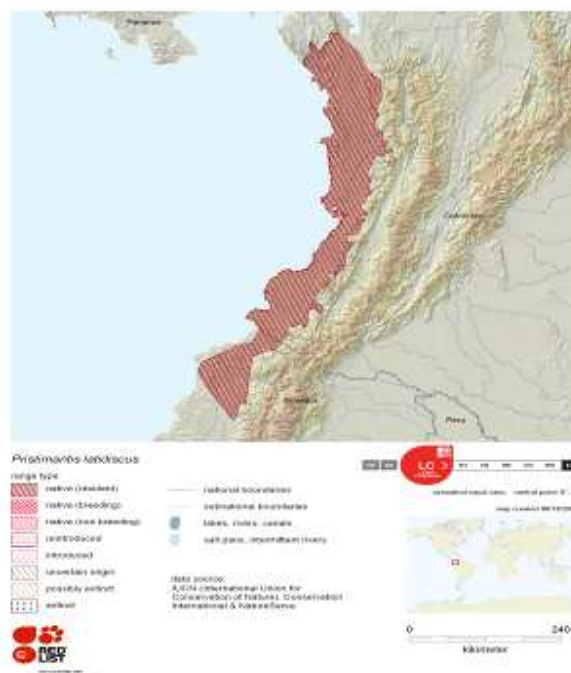 Panama
Colombia
Ecuador
Peru
Pristimantis latidiscus
range type
native (resident)
native (breeding)
native (non breeding)
reintroduced
introduced
uncertain origin
possibly extinct
extinct
national boundaries
subnational boundaries
lakes, rivers, canals
salt pans, intermittent rivers
data source:
IUCN (International Union for
Conservation of Nature), Conservation
International & NatureServe
LC
map created
0 240
kilometer
RED
LIST